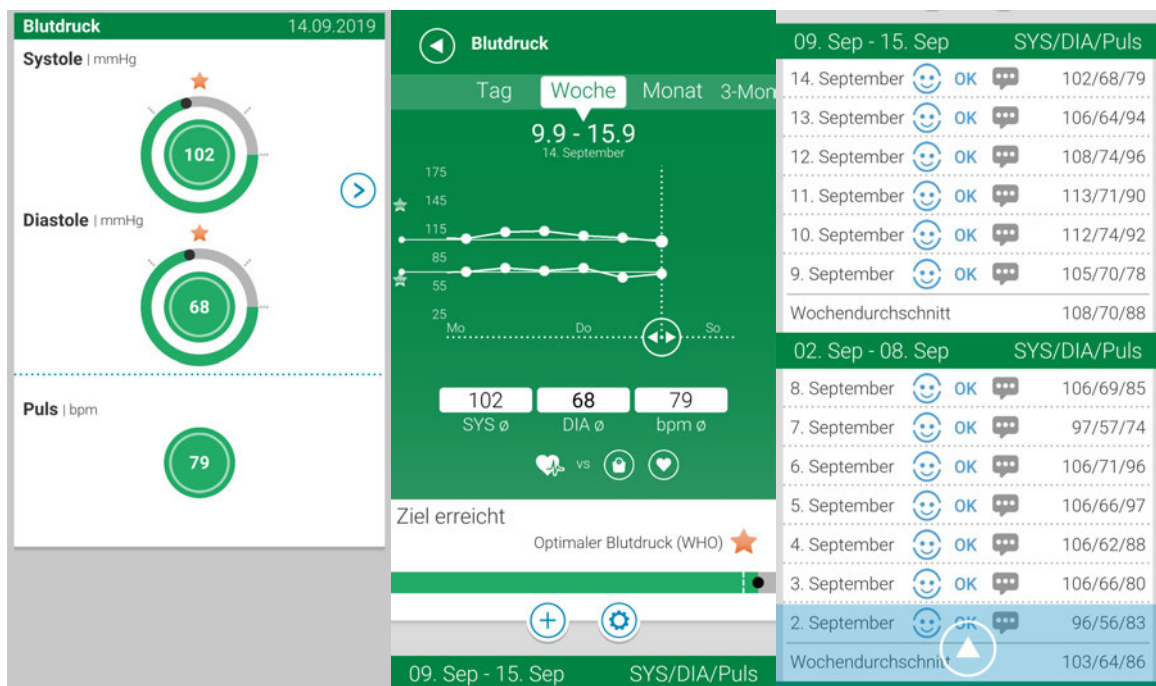 Blutdruck 14.09.2019
Systole | mmHg
102
Diastole | mmHg
68
Puls | bpm
79
Blutdruck
Tag Woche Monat 3-Mon
9.9 - 15.9
14. September
175
145
115
85
55
25
Mo Do So
102 68 79
SYS ø DIA ø bpm ø
vs
Ziel erreicht
Optimaler Blutdruck (WHO)
09. Sep - 15. Sep SYS/DIA/Puls
09. Sep - 15. Sep SYS/DIA/Puls
14. September OK 102/68/79
13. September OK 106/64/94
12. September OK 108/74/96
11. September OK 113/71/90
10. September OK 112/74/92
9. September OK 105/70/78
Wochendurchschnitt 108/70/88
02. Sep - 08. Sep SYS/DIA/Puls
8. September OK 106/69/85
7. September OK 97/57/74
6. September OK 106/71/96
5. September OK 106/66/97
4. September OK 106/62/88
3. September OK 106/66/80
2. September OK 96/56/83
Wochendurchschnitt 103/64/86